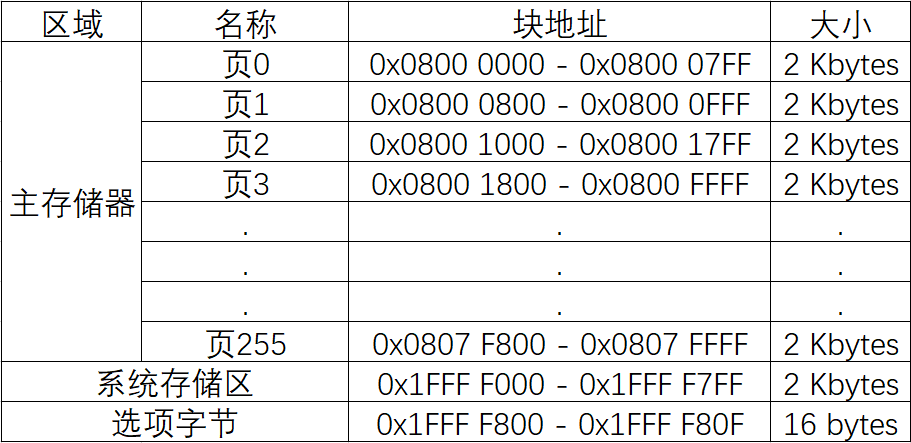 区域 名称 块地址 大小
主存储器 页0 0x0800 0000 - 0x0800 07FF 2 Kbytes
页1 0x0800 0800 - 0x0800 0FFF 2 Kbytes
页2 0x0800 1000 - 0x0800 17FF 2 Kbytes
页3 0x0800 1800 - 0x0800 FFFF 2 Kbytes
. . .
. . .
. . .
页255 0x0807 F800 - 0x0807 FFFF 2 Kbytes
系统存储区 0x1FFF F000 - 0x1FFF F7FF 2 Kbytes
选项字节 0x1FFF F800 - 0x1FFF F80F 16 bytes